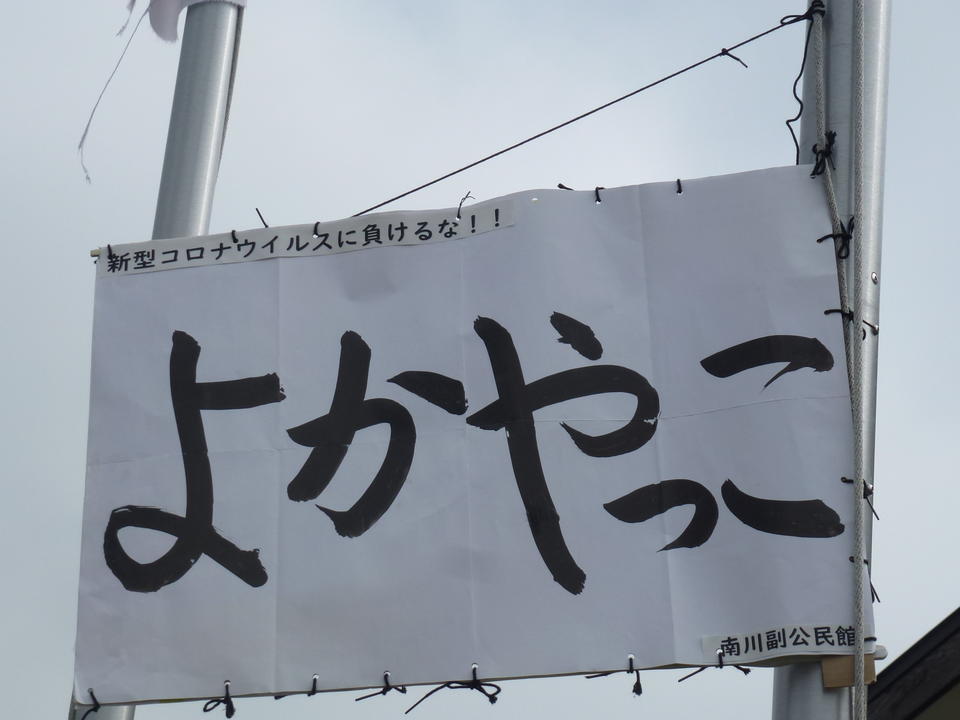 新型コロナウイルスに負けるな！！
よかやっこ
南川副公民館